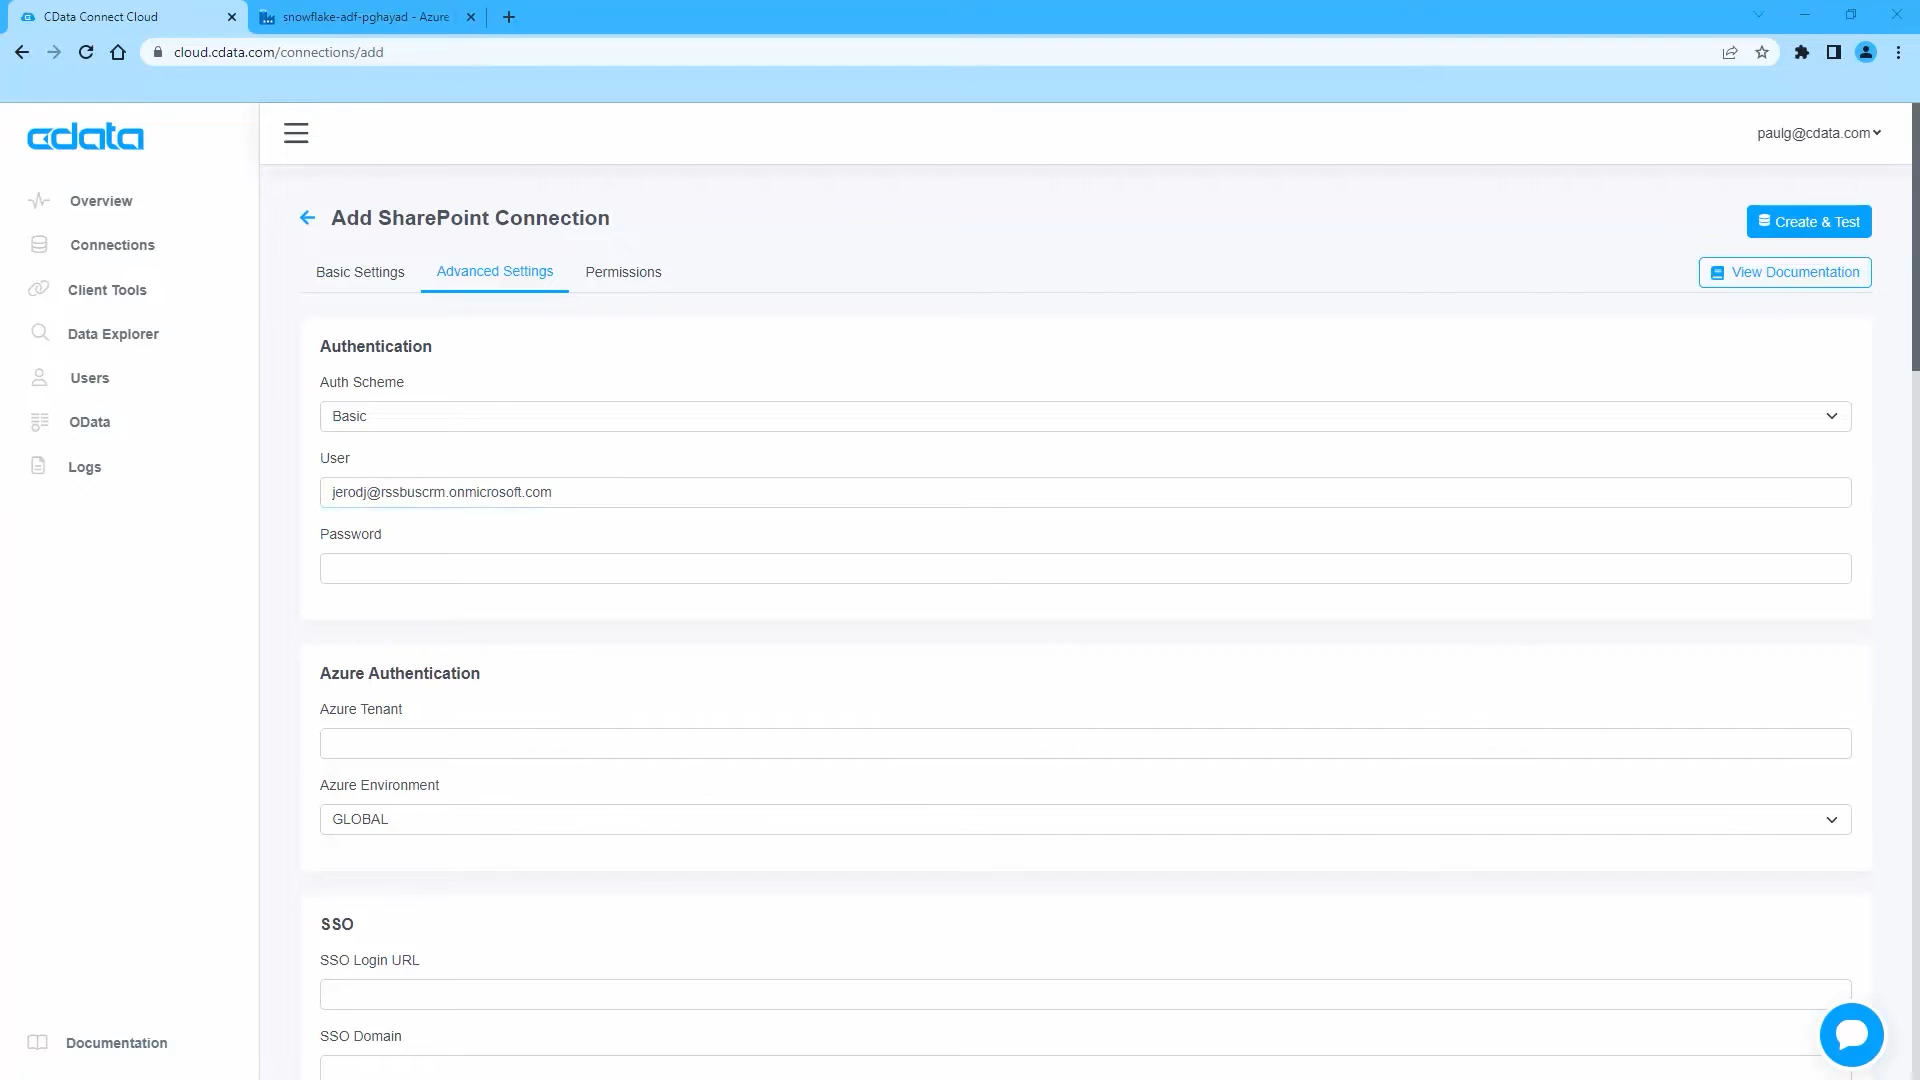 CData Connect Cloud
snowflake-adf-pghayad - Azure
cloud.cdata.com/connections/add
cdata
paulg@cdata.com
Overview
Connections
Client Tools
Data Explorer
Users
OData
Logs
Documentation
Add SharePoint Connection
Create & Test
Basic Settings
Advanced Settings
Permissions
View Documentation
Authentication
Auth Scheme
Basic
User
jerodj@rssbuscrm.onmicrosoft.com
Password
Azure Authentication
Azure Tenant
Azure Environment
GLOBAL
SSO
SSO Login URL
SSO Domain